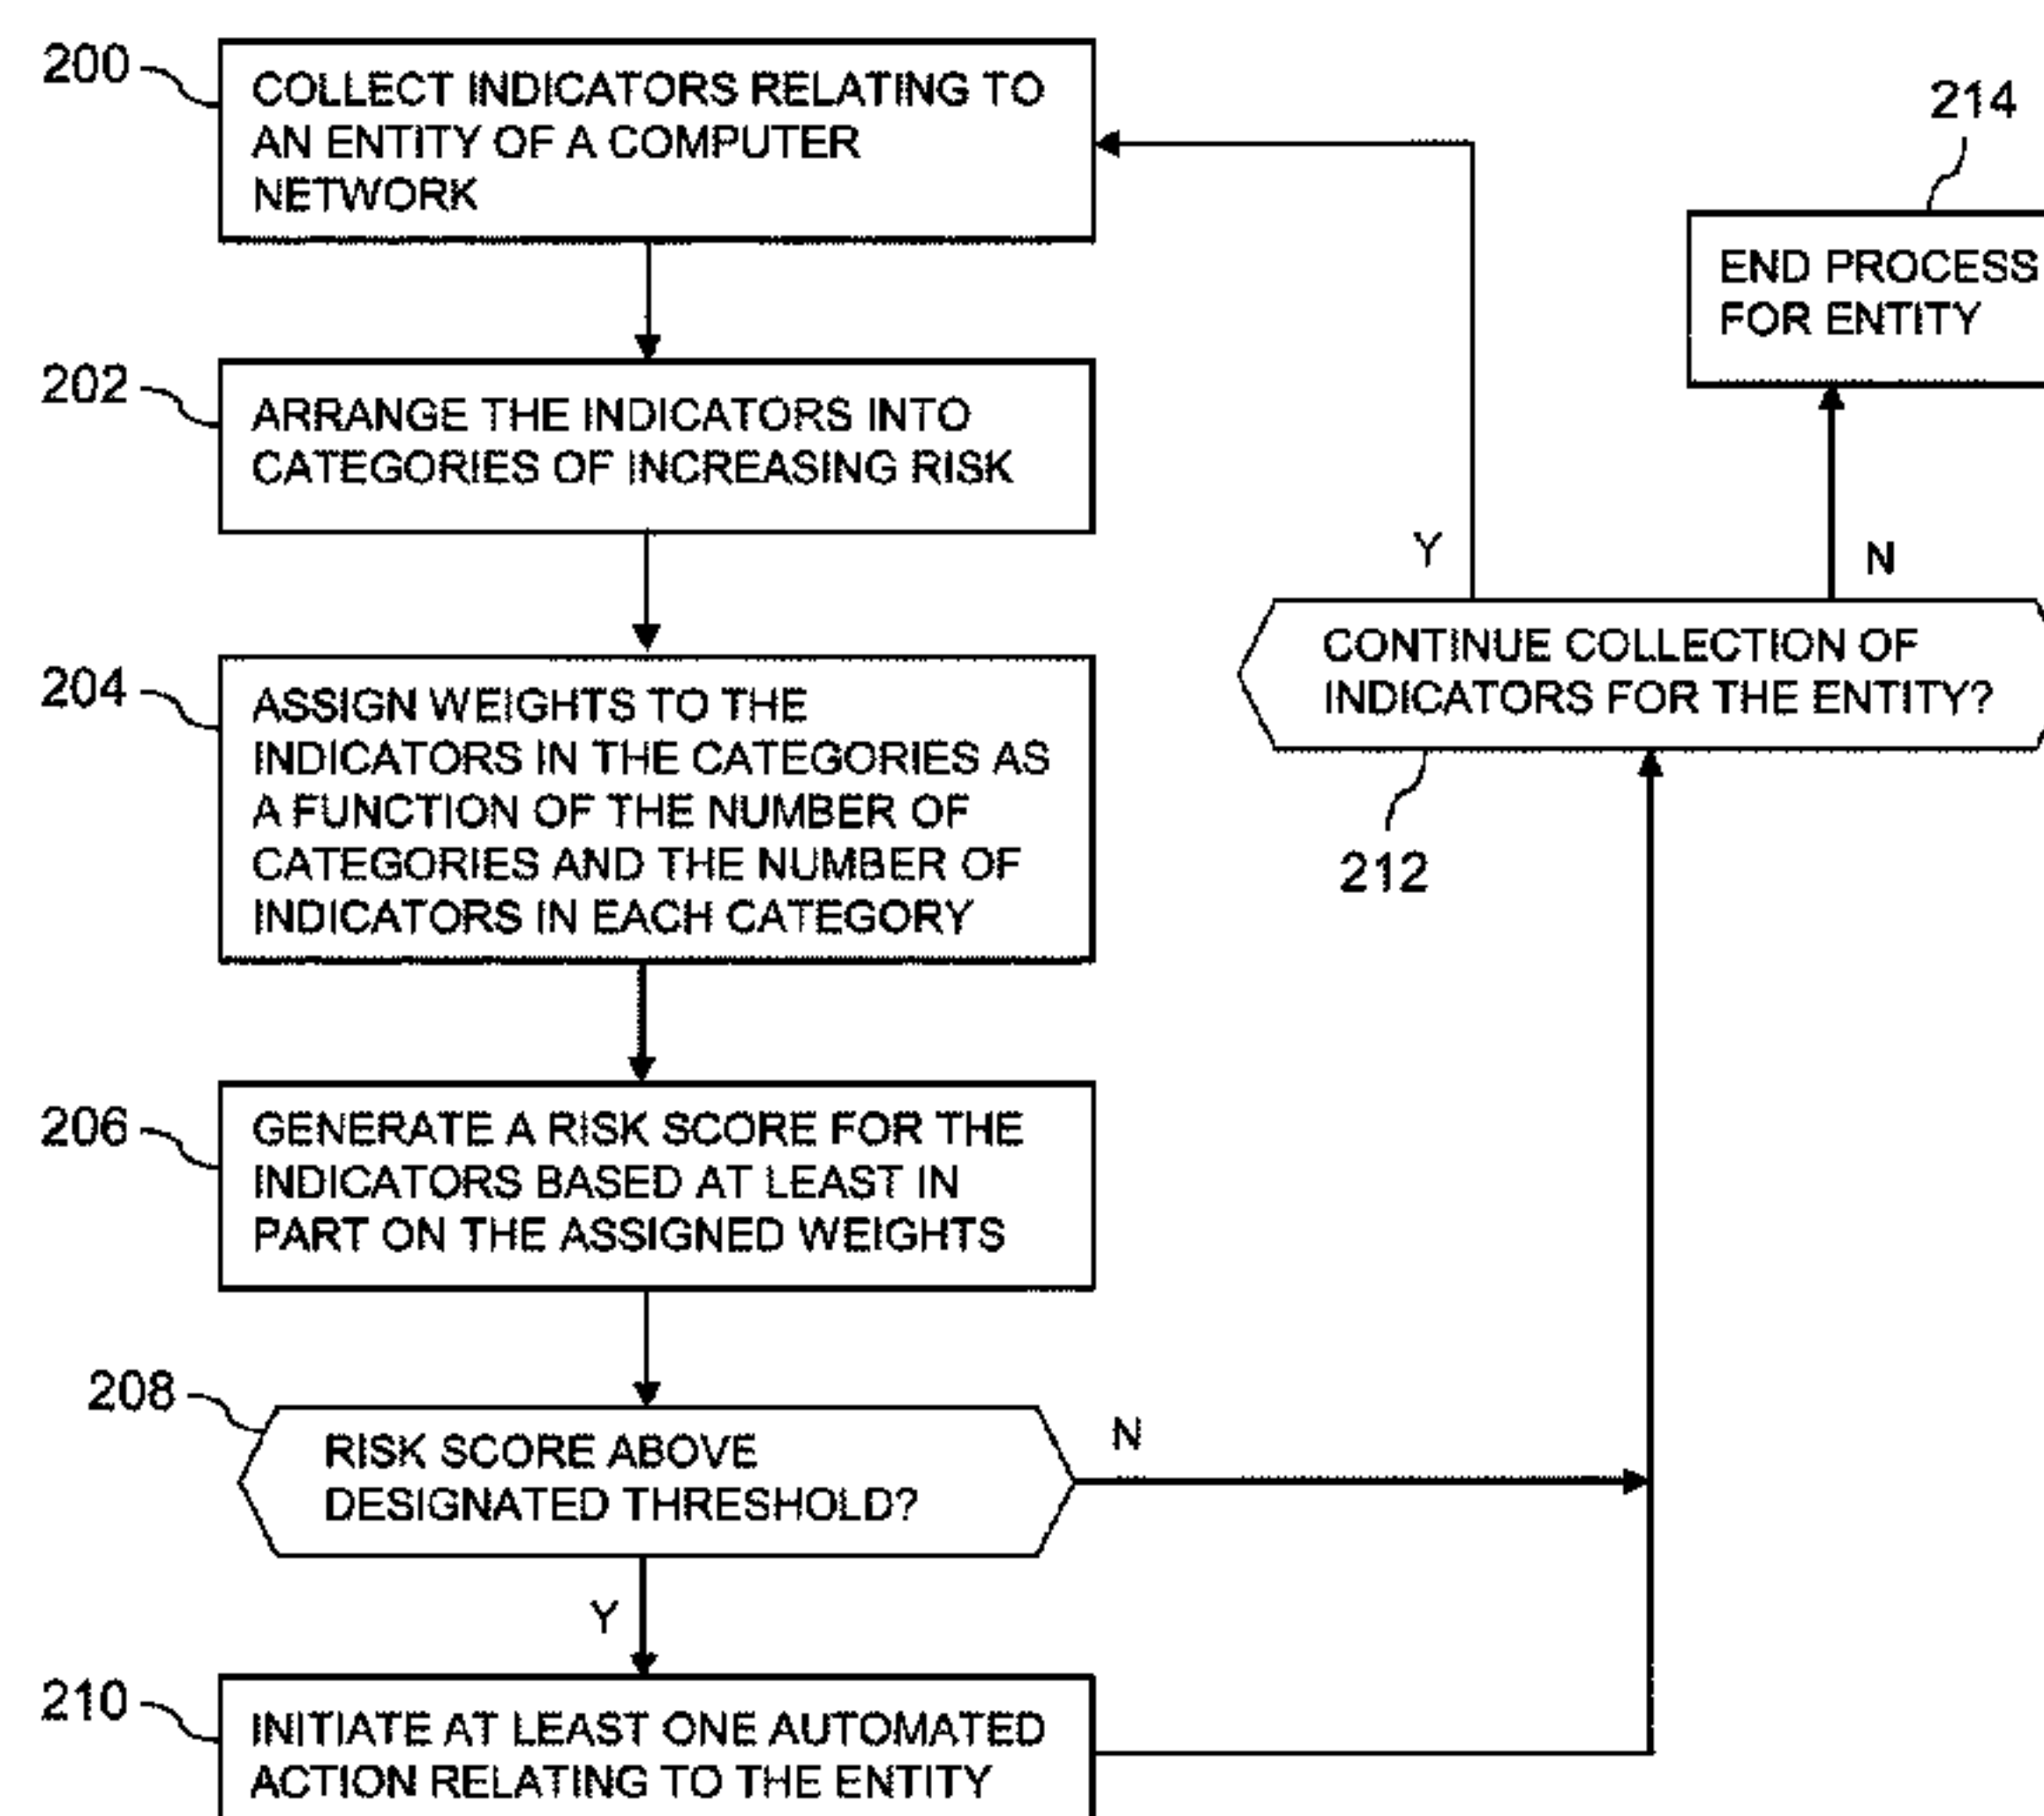 200
COLLECT INDICATORS RELATING TO
AN ENTITY OF A COMPUTER
NETWORK
202
ARRANGE THE INDICATORS INTO
CATEGORIES OF INCREASING RISK
204
ASSIGN WEIGHTS TO THE
INDICATORS IN THE CATEGORIES AS
A FUNCTION OF THE NUMBER OF
CATEGORIES AND THE NUMBER OF
INDICATORS IN EACH CATEGORY
206
GENERATE A RISK SCORE FOR THE
INDICATORS BASED AT LEAST IN
PART ON THE ASSIGNED WEIGHTS
208
RISK SCORE ABOVE
DESIGNATED THRESHOLD?
N
Y
210
INITIATE AT LEAST ONE AUTOMATED
ACTION RELATING TO THE ENTITY
CONTINUE COLLECTION OF
INDICATORS FOR THE ENTITY?
212
Y
N
214
END PROCESS
FOR ENTITY